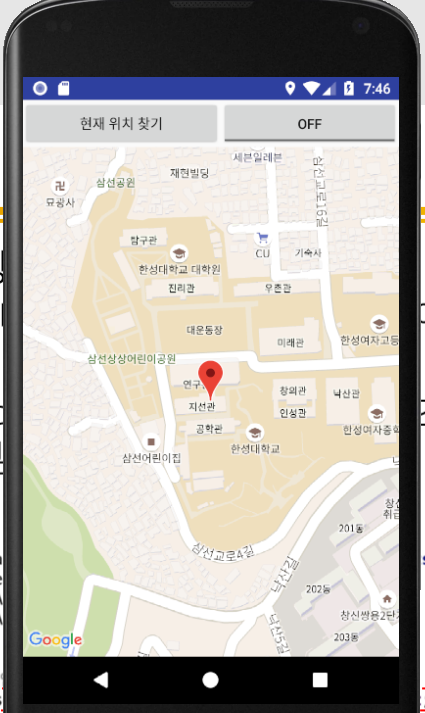 7:46
현재 위치 찾기
OFF
세븐일레븐
재현빌딩
삼선공원
묘공사
삼선교로16길
탐구관
CU
기숙사
한성대학교 대학원
진리관
우촌관
대운동장
미래관
한성여자고등
삼선상상어린이공원
창의관
낙산관
지선관
인성관
공학관
한성여자중학
한성대학교
삼선어린이집
201동
삼선교로4길
낙산길
202동
창신쌍용2단지
낙산5길
203동
Google